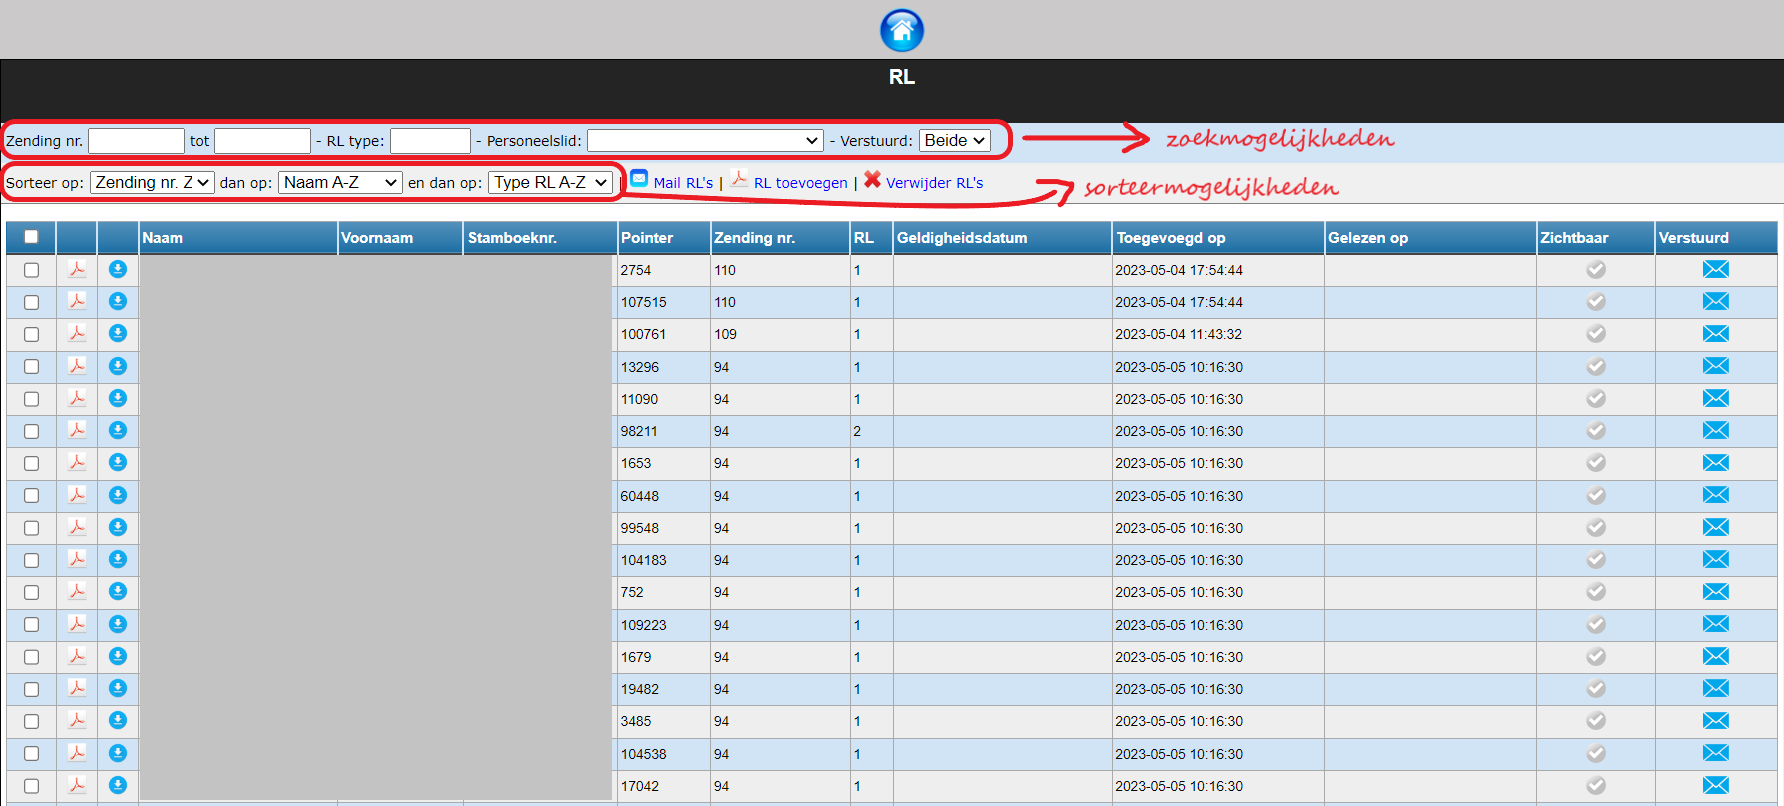 RL
Zending nr. tot - RL type: - Personeelslid: - Verstuurd: Beide
zoekmogelijkheden
Sorteer op: Zending nr. Z dan op: Naam A-Z en dan op: Type RL A-Z | Mail RL's | RL toevoegen | Verwijder RL's
sorteermogelijkheden
Naam Voornaam Stamboeknr. Pointer Zending nr. RL Geldigheidsdatum Toegevoegd op Gelezen op Zichtbaar Verstuurd
2754 110 1 2023-05-04 17:54:44
107515 110 1 2023-05-04 17:54:44
100761 109 1 2023-05-04 11:43:32
13296 94 1 2023-05-05 10:16:30
11090 94 1 2023-05-05 10:16:30
98211 94 2 2023-05-05 10:16:30
1653 94 1 2023-05-05 10:16:30
60448 94 1 2023-05-05 10:16:30
99548 94 1 2023-05-05 10:16:30
104183 94 1 2023-05-05 10:16:30
752 94 1 2023-05-05 10:16:30
109223 94 1 2023-05-05 10:16:30
1679 94 1 2023-05-05 10:16:30
19482 94 1 2023-05-05 10:16:30
3485 94 1 2023-05-05 10:16:30
104538 94 1 2023-05-05 10:16:30
17042 94 1 2023-05-05 10:16:30